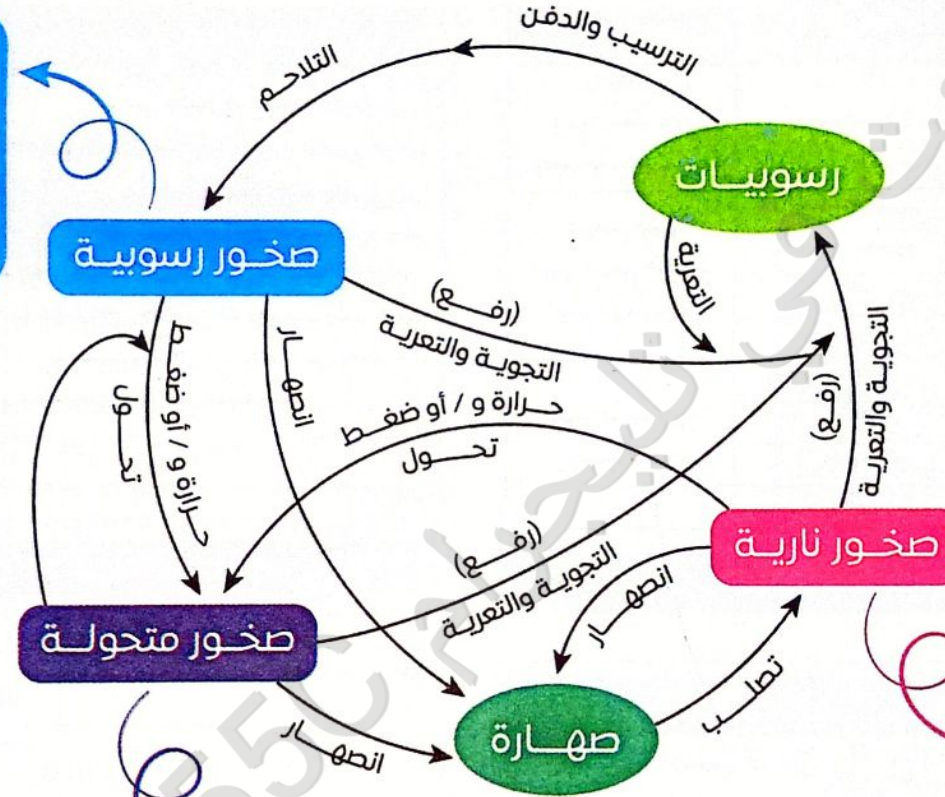 الترسيب والدفن
التلاحم
رسوبيات
صخور رسوبية
التعرية
(رفع)
التجوية والتعرية
انصهار
حرارة و / أو ضغط
تحول
حرارة و / أو ضغط
تحول
التجوية والتعرية
(رفع)
صخور نارية
(رفع)
التجوية والتعرية
انصهار
صخور متحولة
تصلب
صهارة
انصهار